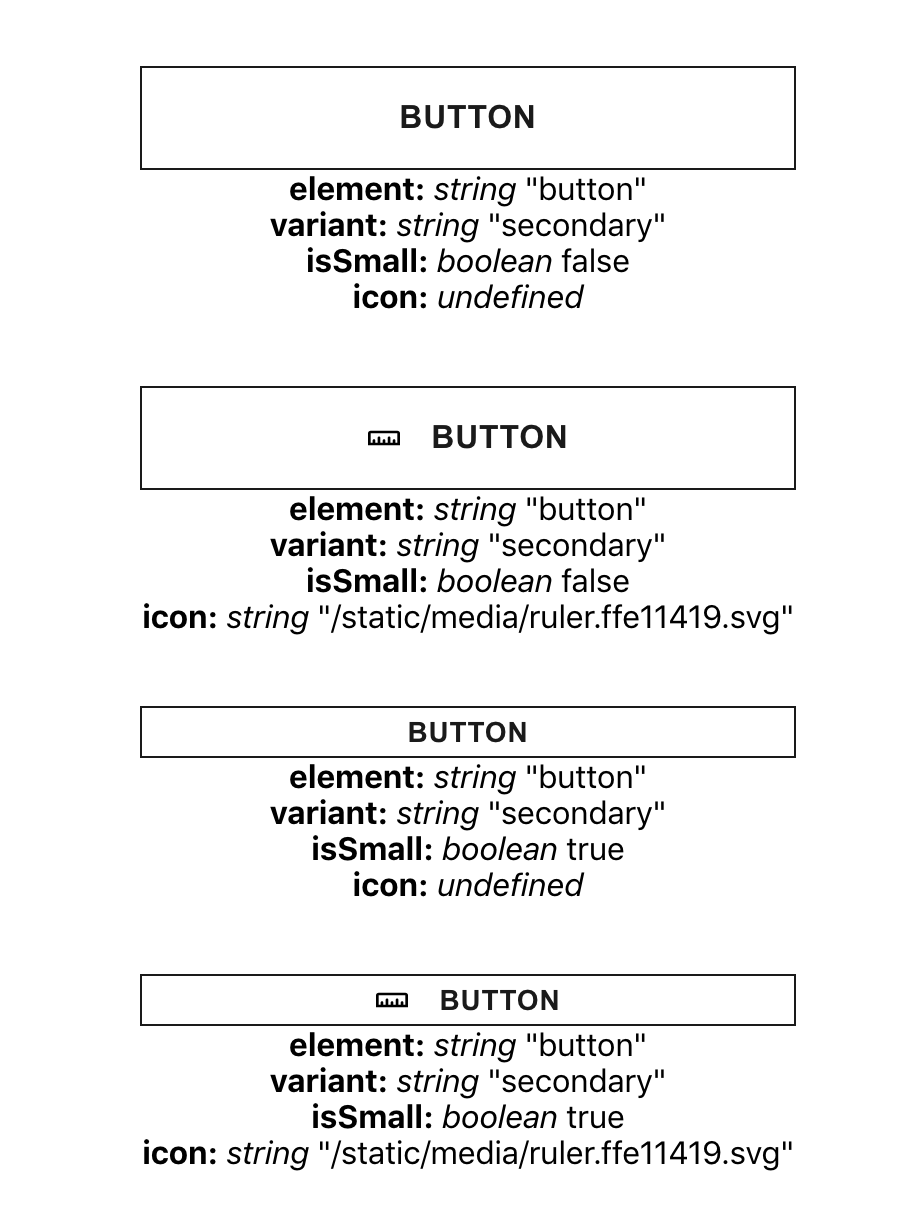 BUTTON
element: string "button"
variant: string "secondary"
isSmall: boolean false
icon: undefined
BUTTON
element: string "button"
variant: string "secondary"
isSmall: boolean false
icon: string "/static/media/ruler.ffe11419.svg"
BUTTON
element: string "button"
variant: string "secondary"
isSmall: boolean true
icon: undefined
BUTTON
element: string "button"
variant: string "secondary"
isSmall: boolean true
icon: string "/static/media/ruler.ffe11419.svg"